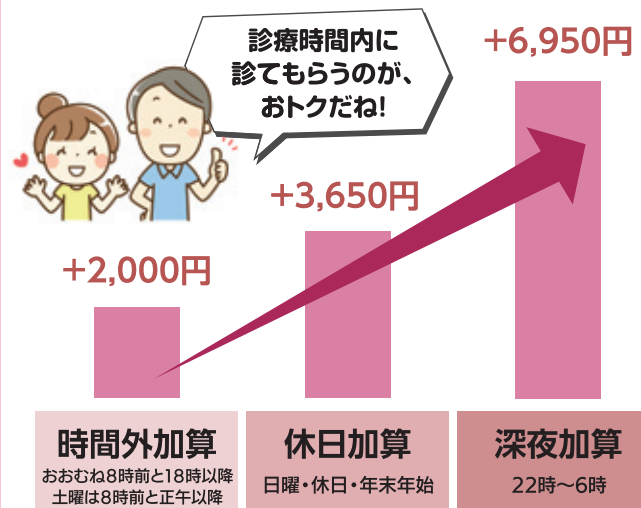 診療時間内に
診てもらうのが、
おトクだね!
+6,950円
+3,650円
+2,000円
時間外加算
おおむね8時前と18時以降
土曜は8時前と正午以降
休日加算
日曜・休日・年末年始
深夜加算
22時～6時